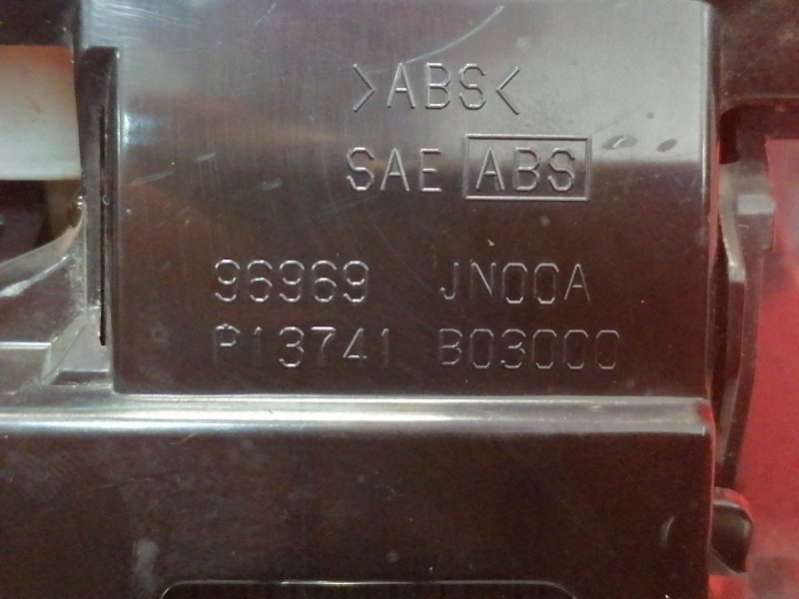 >ABS<
SAE ABS
96969 JN00A
P13741 B03000